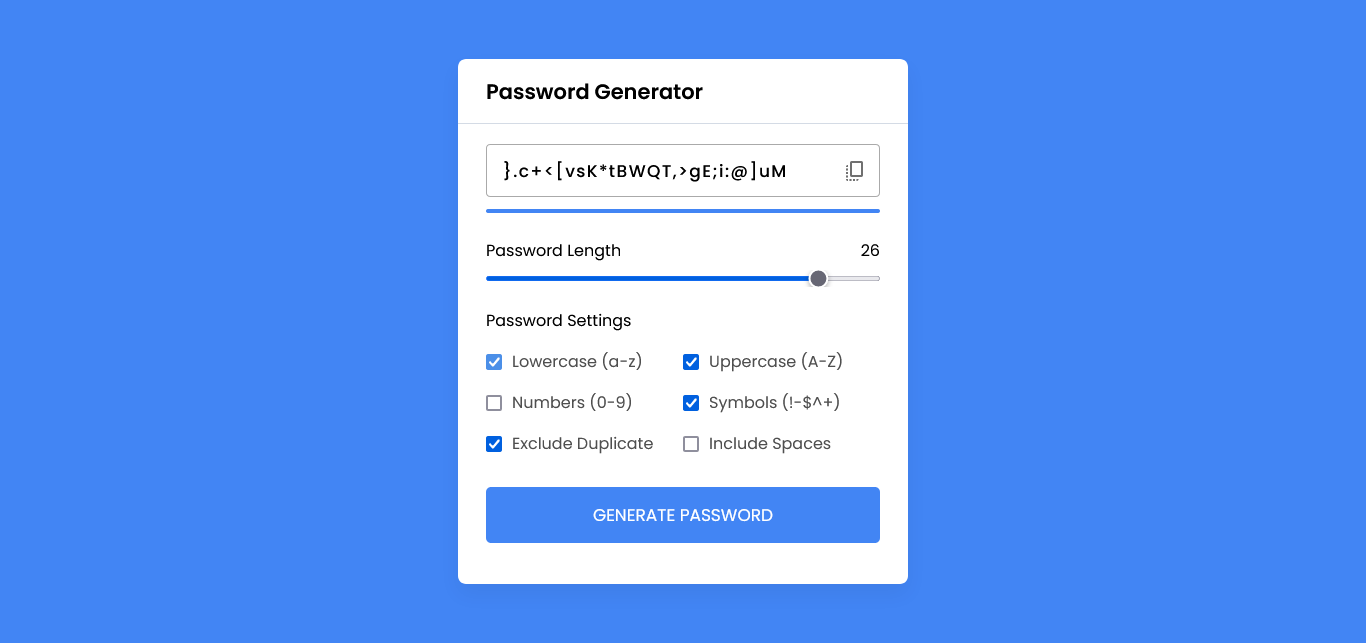 Password Generator
}.c+<[vsK*tBWQT,>gE;i:@]uM
Password Length 26
Password Settings
Lowercase (a-z) Uppercase (A-Z)
Numbers (0-9) Symbols (!-$^+)
Exclude Duplicate Include Spaces
GENERATE PASSWORD